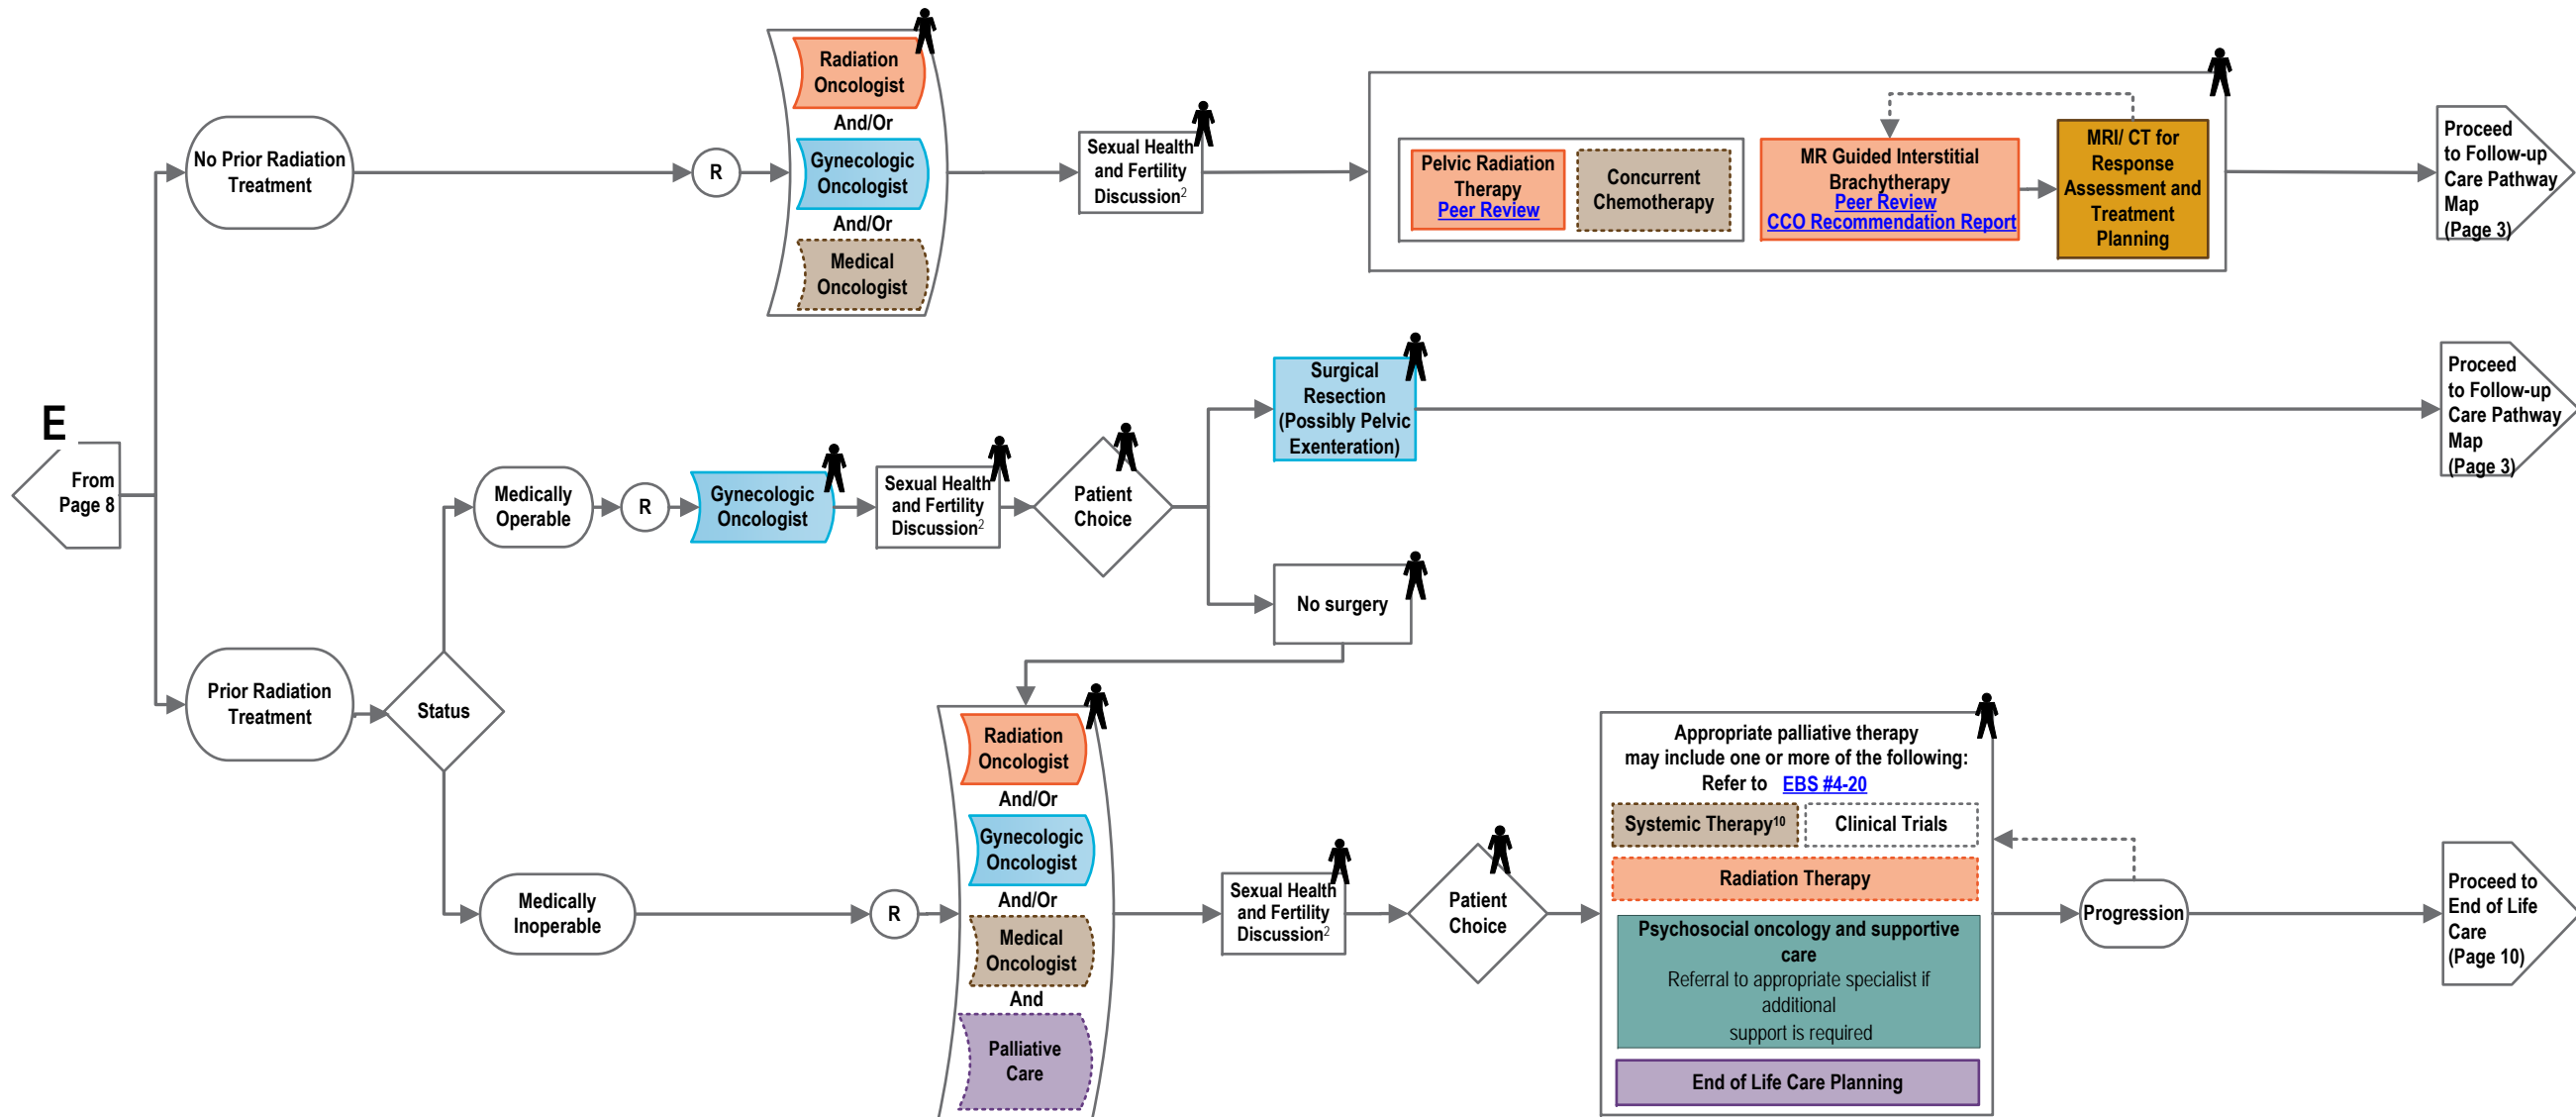 E
From
Page 8
No Prior Radiation
Treatment
R
Radiation
Oncologist
And/Or
Gynecologic
Oncologist
And/Or
Medical
Oncologist
Sexual Health
and Fertility
Discussion2
Pelvic Radiation
Therapy
Peer Review
Concurrent
Chemotherapy
MR Guided Interstitial
Brachytherapy
Peer Review
CCO Recommendation Report
MRI/ CT for
Response
Assessment and
Treatment
Planning
Proceed
to Follow-up
Care Pathway
Map
(Page 3)
Prior Radiation
Treatment
Status
Medically
Operable
R
Gynecologic
Oncologist
Sexual Health
and Fertility
Discussion2
Patient
Choice
Surgical
Resection
(Possibly Pelvic
Exenteration)
Proceed
to Follow-up
Care Pathway
Map
(Page 3)
No surgery
Medically
Inoperable
R
Radiation
Oncologist
And/Or
Gynecologic
Oncologist
And/Or
Medical
Oncologist
And
Palliative
Care
Sexual Health
and Fertility
Discussion2
Patient
Choice
Appropriate palliative therapy
may include one or more of the following:
Refer to EBS #4-20
Systemic Therapy10
Clinical Trials
Radiation Therapy
Psychosocial oncology and supportive
care
Referral to appropriate specialist if
additional
support is required
End of Life Care Planning
Progression
Proceed to
End of Life
Care
(Page 10)